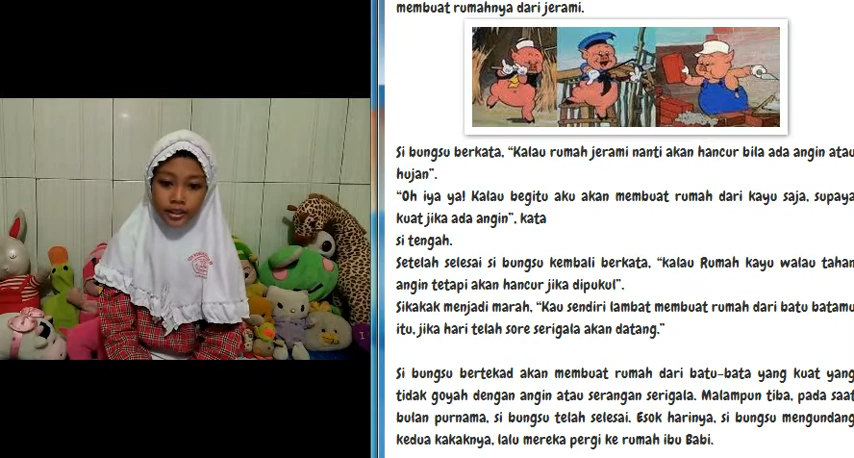 membuat rumahnya dari jerami.
Si bungsu berkata, “Kalau rumah jerami nanti akan hancur bila ada angin atau
hujan”.
“Oh iya ya! Kalau begitu aku akan membuat rumah dari kayu saja, supaya
kuat jika ada angin”, kata
si tengah.
Setelah selesai si bungsu kembali berkata, “kalau Rumah kayu walau tahan
angin tetapi akan hancur jika dipukul”.
Sikakak menjadi marah, “Kau sendiri lambat membuat rumah dari batu batamu
itu, jika hari telah sore serigala akan datang.”
Si bungsu bertekad akan membuat rumah dari batu-bata yang kuat yang
tidak goyah dengan angin atau serangan serigala. Malampun tiba, pada saat
bulan purnama, si bungsu telah selesai. Esok harinya, si bungsu mengundang
kedua kakaknya, lalu mereka pergi ke rumah ibu Babi.